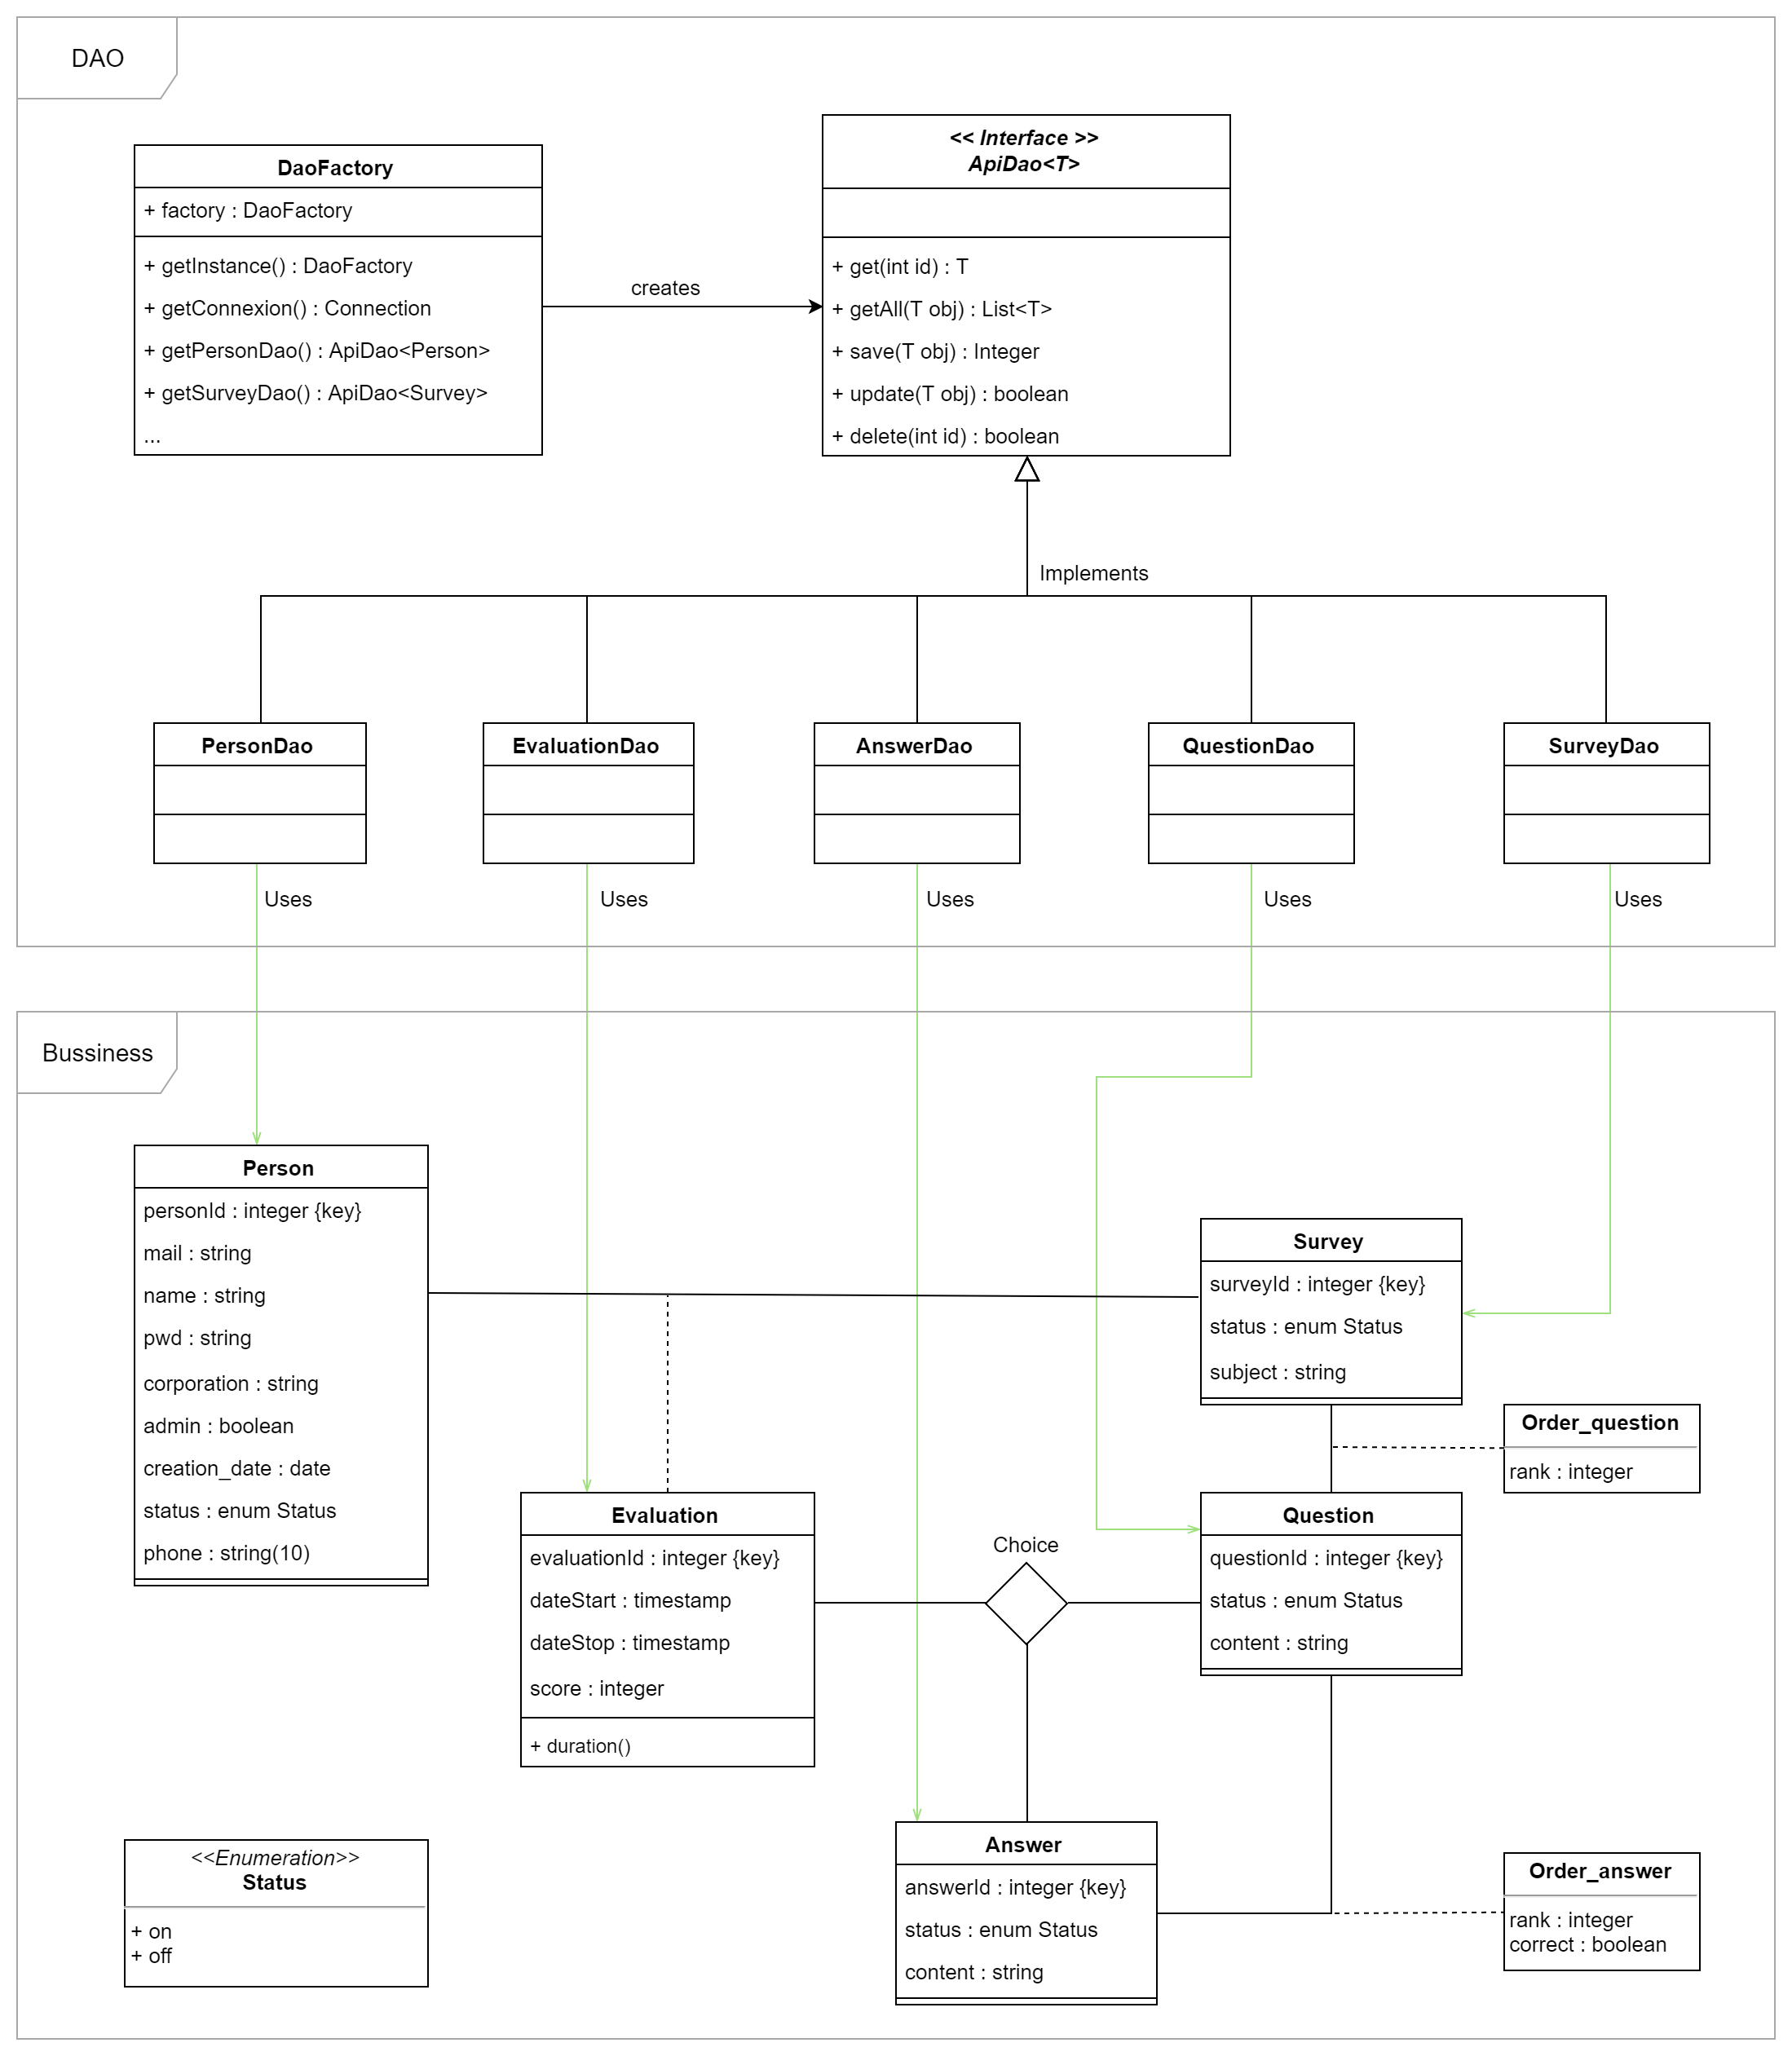 DAO
DaoFactory
+ factory : DaoFactory
+ getInstance() : DaoFactory
+ getConnexion() : Connection
+ getPersonDao() : ApiDao<Person>
+ getSurveyDao() : ApiDao<Survey>
...
creates
<< Interface >>
ApiDao<T>
+ get(int id) : T
+ getAll(T obj) : List<T>
+ save(T obj) : Integer
+ update(T obj) : boolean
+ delete(int id) : boolean
Implements
PersonDao
EvaluationDao
AnswerDao
QuestionDao
SurveyDao
Uses
Uses
Uses
Uses
Uses
Bussiness
Person
personId : integer {key}
mail : string
name : string
pwd : string
corporation : string
admin : boolean
creation_date : date
status : enum Status
phone : string(10)
Survey
surveyId : integer {key}
status : enum Status
subject : string
Order_question
rank : integer
Evaluation
evaluationId : integer {key}
dateStart : timestamp
dateStop : timestamp
score : integer
+ duration()
Choice
Question
questionId : integer {key}
status : enum Status
content : string
<<Enumeration>>
Status
+ on
+ off
Answer
answerId : integer {key}
status : enum Status
content : string
Order_answer
rank : integer
correct : boolean